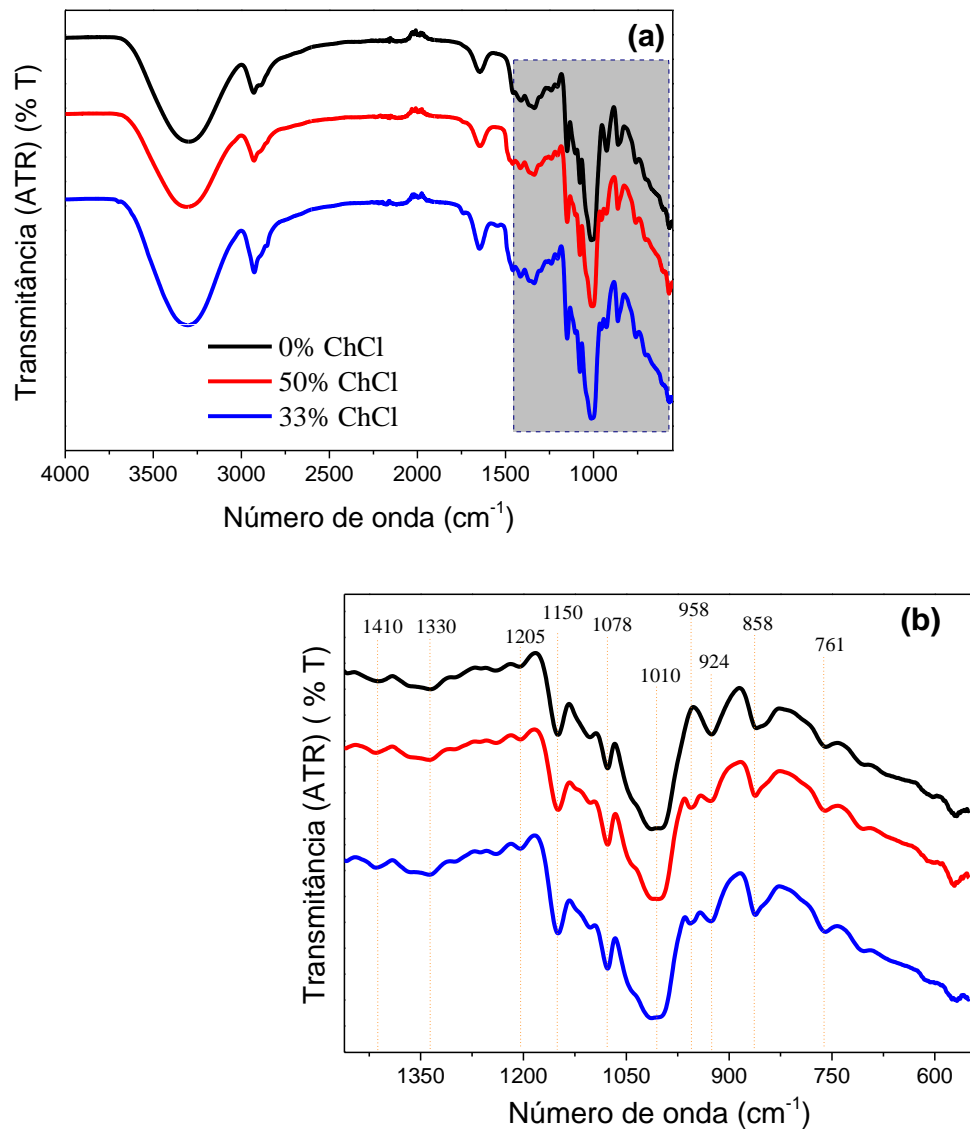 (a)
Transmitância (ATR) (% T)
0% ChCl
50% ChCl
33% ChCl
4000 3500 3000 2500 2000 1500 1000
Número de onda (cm⁻¹)
(b)
1410 1330 1205 1150 1078 1010 958 924 858 761
Transmitância (ATR) ( % T)
1350 1200 1050 900 750 600
Número de onda (cm⁻¹)